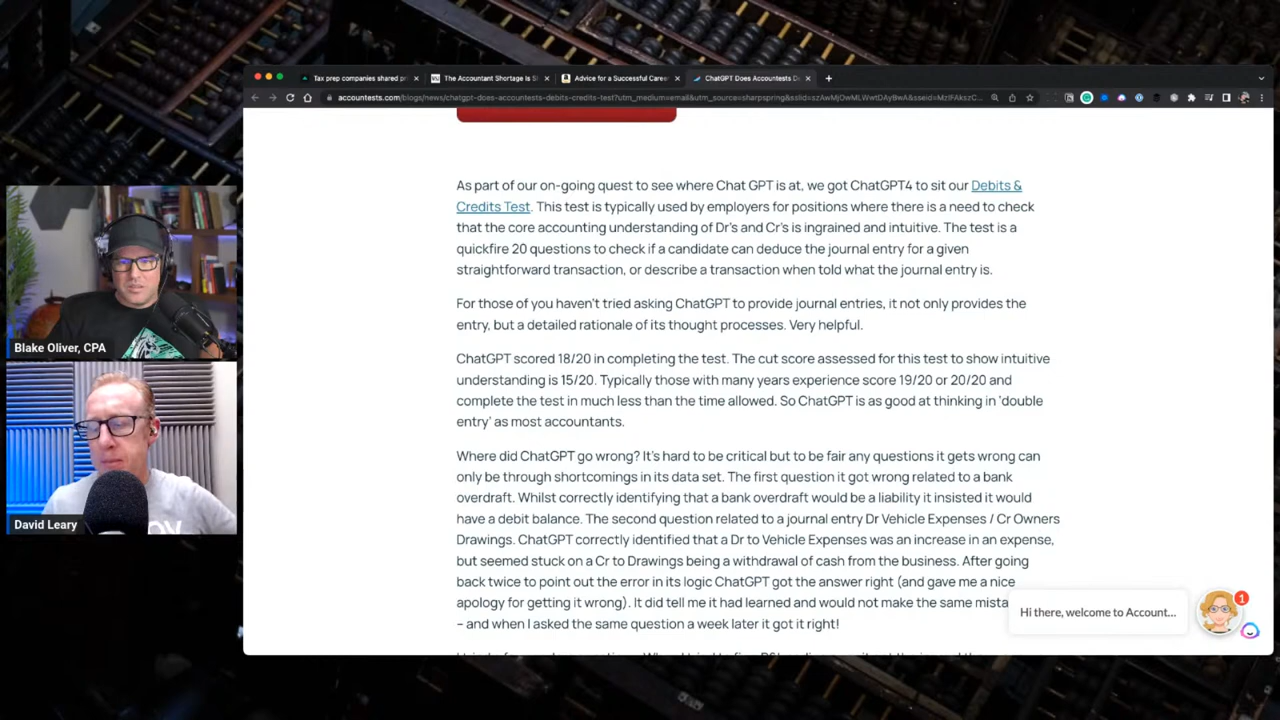 Tax prep companies shared pri
The Accountant Shortage is S
Advice for a Successful Caree
ChatGPT Does Accountests De
accountests.com/blogs/news/chatgpt-does-accountests-debits-credits-test?utm_medium=email&utm_source=sharpspring&sslid=
As part of our on-going quest to see where Chat GPT is at, we got ChatGPT4 to sit our Debits &
Credits Test. This test is typically used by employers for positions where there is a need to check
that the core accounting understanding of Dr's and Cr's is ingrained and intuitive. The test is a
quickfire 20 questions to check if a candidate can deduce the journal entry for a given
straightforward transaction, or describe a transaction when told what the journal entry is.
For those of you haven't tried asking ChatGPT to provide journal entries, it not only provides the
entry, but a detailed rationale of its thought processes. Very helpful.
ChatGPT scored 18/20 in completing the test. The cut score assessed for this test to show intuitive
understanding is 15/20. Typically those with many years experience score 19/20 or 20/20 and
complete the test in much less than the time allowed. So ChatGPT is as good at thinking in 'double
entry' as most accountants.
Where did ChatGPT go wrong? It's hard to be critical but to be fair any questions it gets wrong can
only be through shortcomings in its data set. The first question it got wrong related to a bank
overdraft. Whilst correctly identifying that a bank overdraft would be a liability it insisted it would
have a debit balance. The second question related to a journal entry Dr Vehicle Expenses / Cr Owners
Drawings. ChatGPT correctly identified that a Dr to Vehicle Expenses was an increase in an expense,
but seemed stuck on a Cr to Drawings being a withdrawal of cash from the business. After going
back twice to point out the error in its logic ChatGPT got the answer right (and gave me a nice
apology for getting it wrong). It did tell me it had learned and would not make the same mista
– and when I asked the same question a week later it got it right!
Hi there, welcome to Account...
1
Blake Oliver, CPA
David Leary